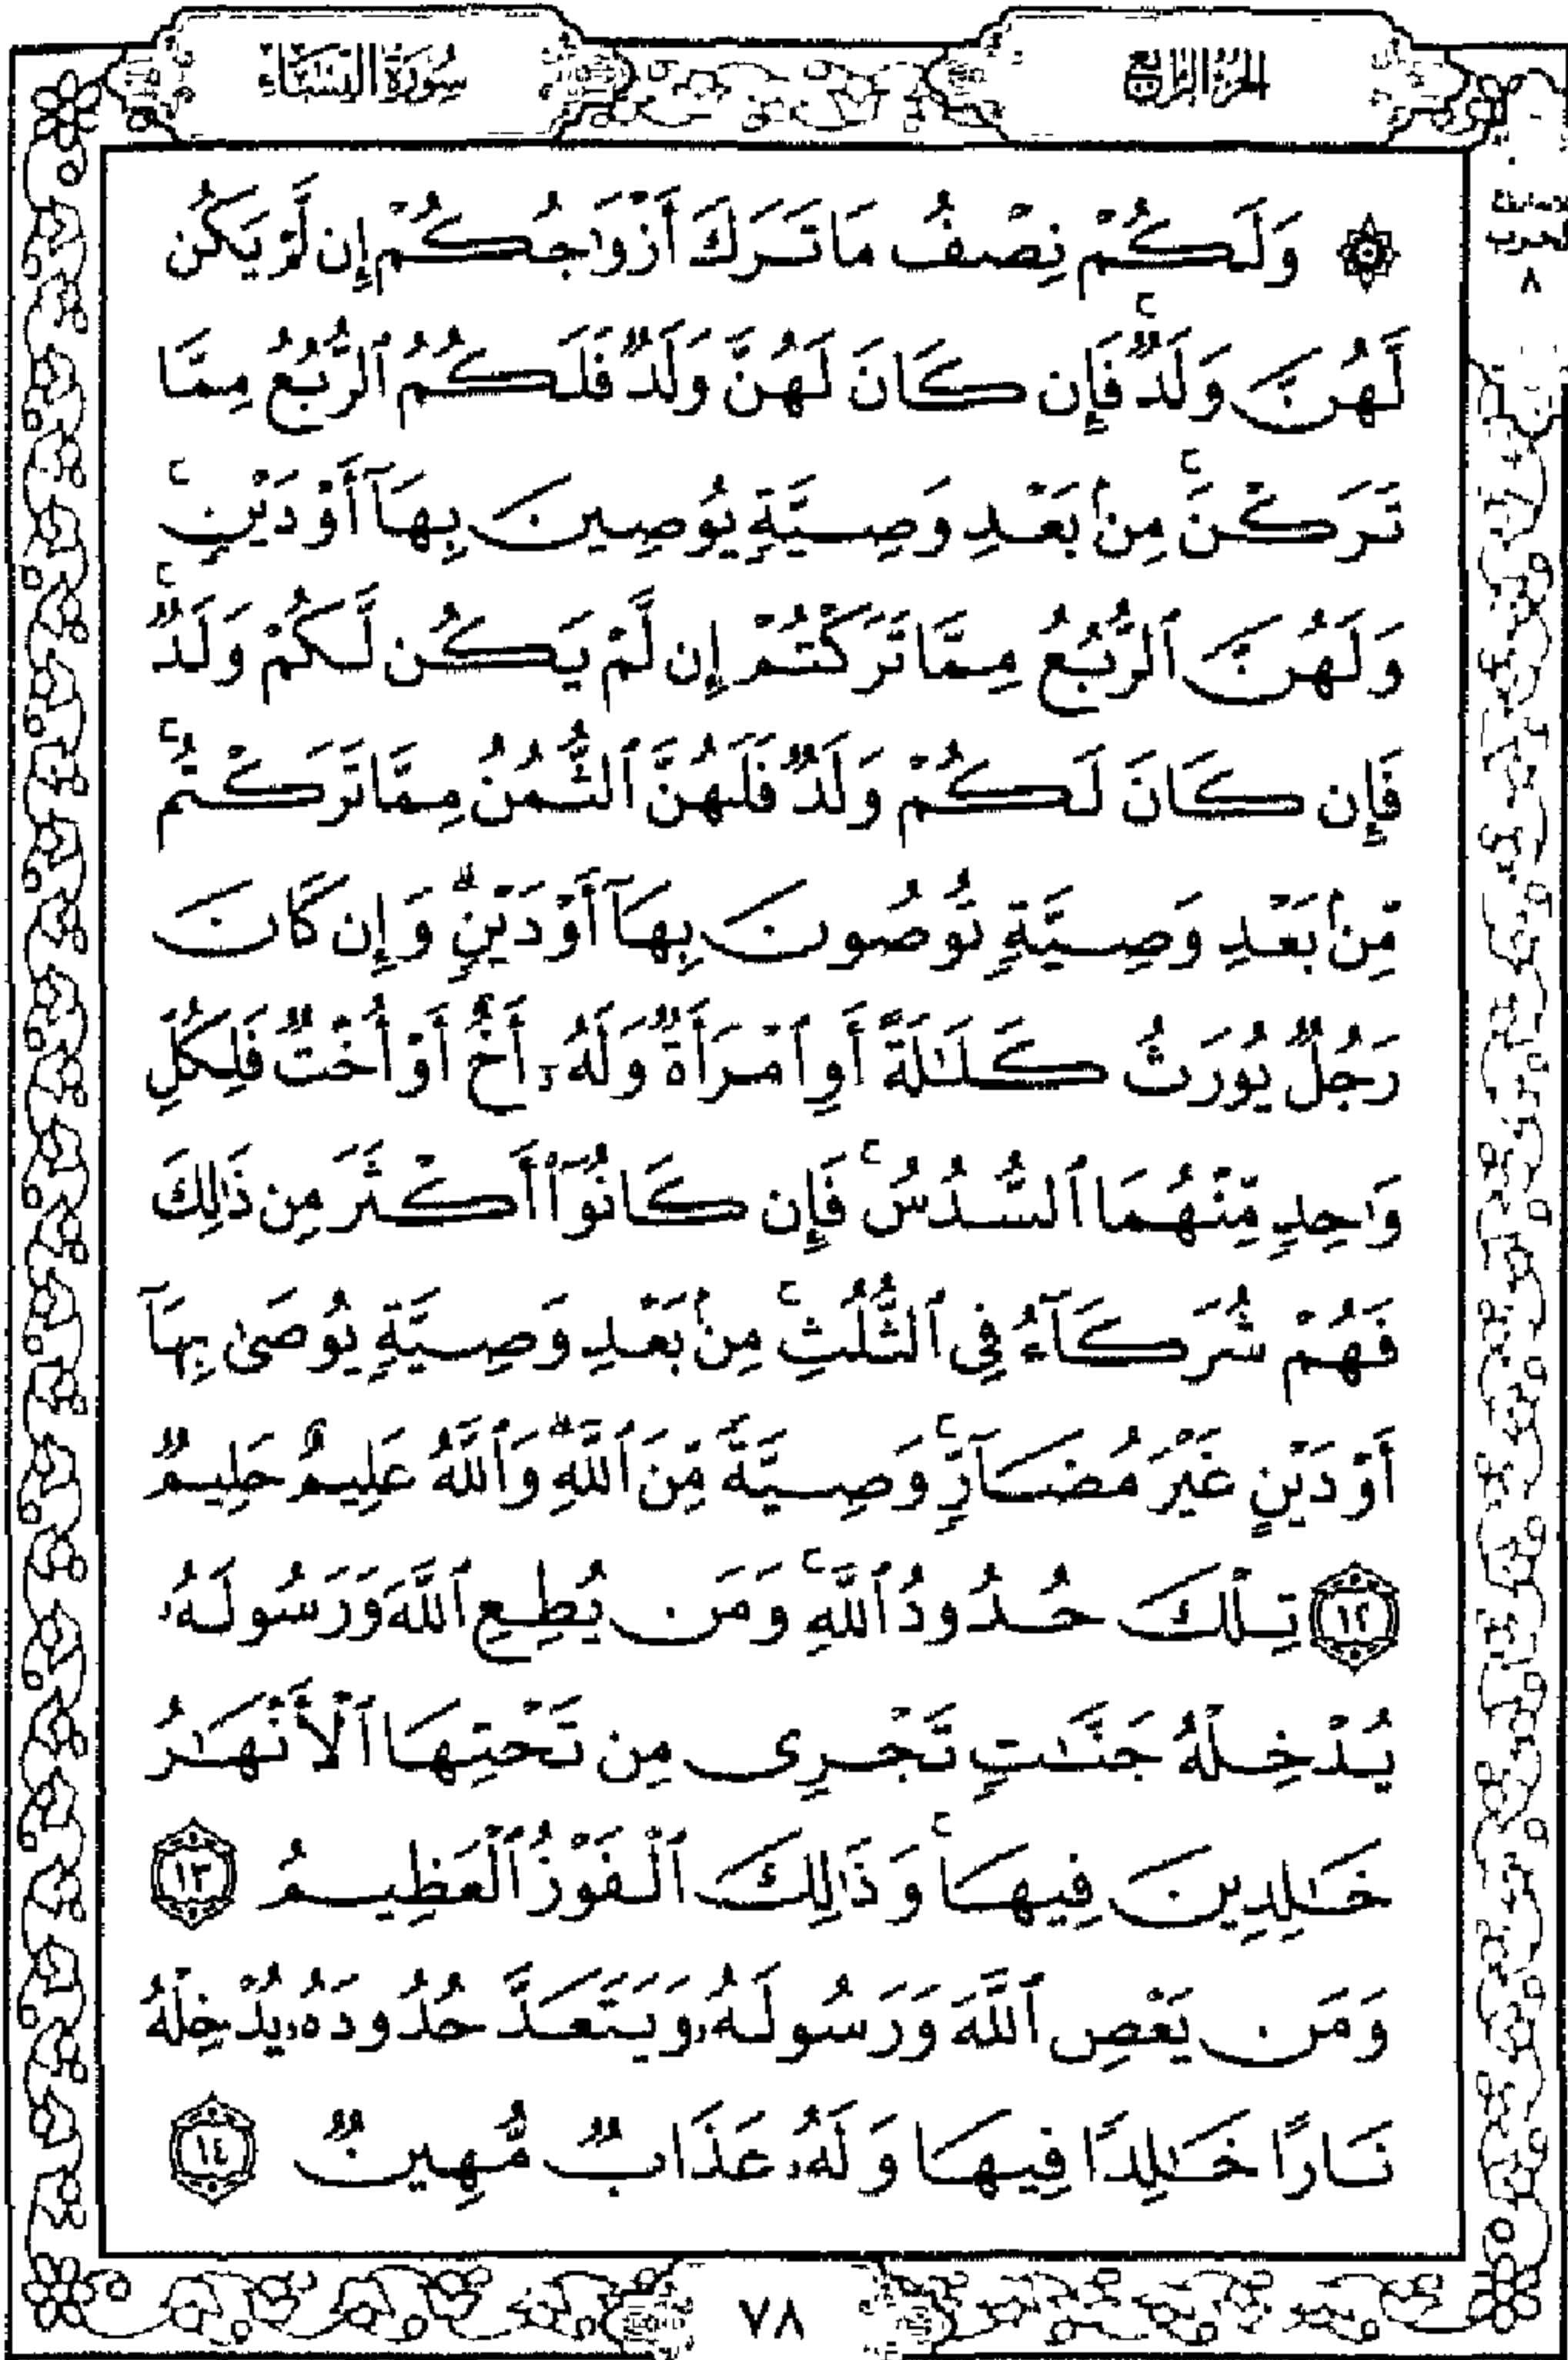 الجزء الرابع
سُورَةُ النِّسَاءِ
۞ وَلَكُمْ نِصْفُ مَا تَرَكَ أَزْوَٰجُكُمْ إِن لَّمْ يَكُن
لَّهُنَّ وَلَدٌۚ فَإِن كَانَ لَهُنَّ وَلَدٌ فَلَكُمُ ٱلرُّبُعُ مِمَّا
تَرَكْنَۚ مِنۢ بَعْدِ وَصِيَّةٍ يُوصِينَ بِهَآ أَوْ دَيْنٍۚ
وَلَهُنَّ ٱلرُّبُعُ مِمَّا تَرَكْتُمْ إِن لَّمْ يَكُن لَّكُمْ وَلَدٌۚ
فَإِن كَانَ لَكُمْ وَلَدٌ فَلَهُنَّ ٱلثُّمُنُ مِمَّا تَرَكْتُمۚ
مِّنۢ بَعْدِ وَصِيَّةٍ تُوصُونَ بِهَآ أَوْ دَيْنٍۗ وَإِن كَانَ
رَجُلٌ يُورَثُ كَلَٰلَةً أَوِ ٱمْرَأَةٌ وَلَهُۥٓ أَخٌ أَوْ أُخْتٌ فَلِكُلِّ
وَٰحِدٍ مِّنْهُمَا ٱلسُّدُسُۚ فَإِن كَانُوٓا۟ أَكْثَرَ مِن ذَٰلِكَ
فَهُمْ شُرَكَآءُ فِى ٱلثُّلُثِۚ مِنۢ بَعْدِ وَصِيَّةٍ يُوصَىٰ بِهَآ
أَوْ دَيْنٍ غَيْرَ مُضَآرٍّۚ وَصِيَّةً مِّنَ ٱللَّهِۗ وَٱللَّهُ عَلِيمٌ حَلِيمٌ
١٢ تِلْكَ حُدُودُ ٱللَّهِۚ وَمَن يُطِعِ ٱللَّهَ وَرَسُولَهُۥ
يُدْخِلْهُ جَنَّٰتٍ تَجْرِى مِن تَحْتِهَا ٱلْأَنْهَٰرُ
خَٰلِدِينَ فِيهَاۚ وَذَٰلِكَ ٱلْفَوْزُ ٱلْعَظِيمُ ١٣
وَمَن يَعْصِ ٱللَّهَ وَرَسُولَهُۥ وَيَتَعَدَّ حُدُودَهُۥ يُدْخِلْهُ
نَارًا خَٰلِدًا فِيهَا وَلَهُۥ عَذَابٌ مُّهِينٌ ١٤
الحزب
٨
٧٨